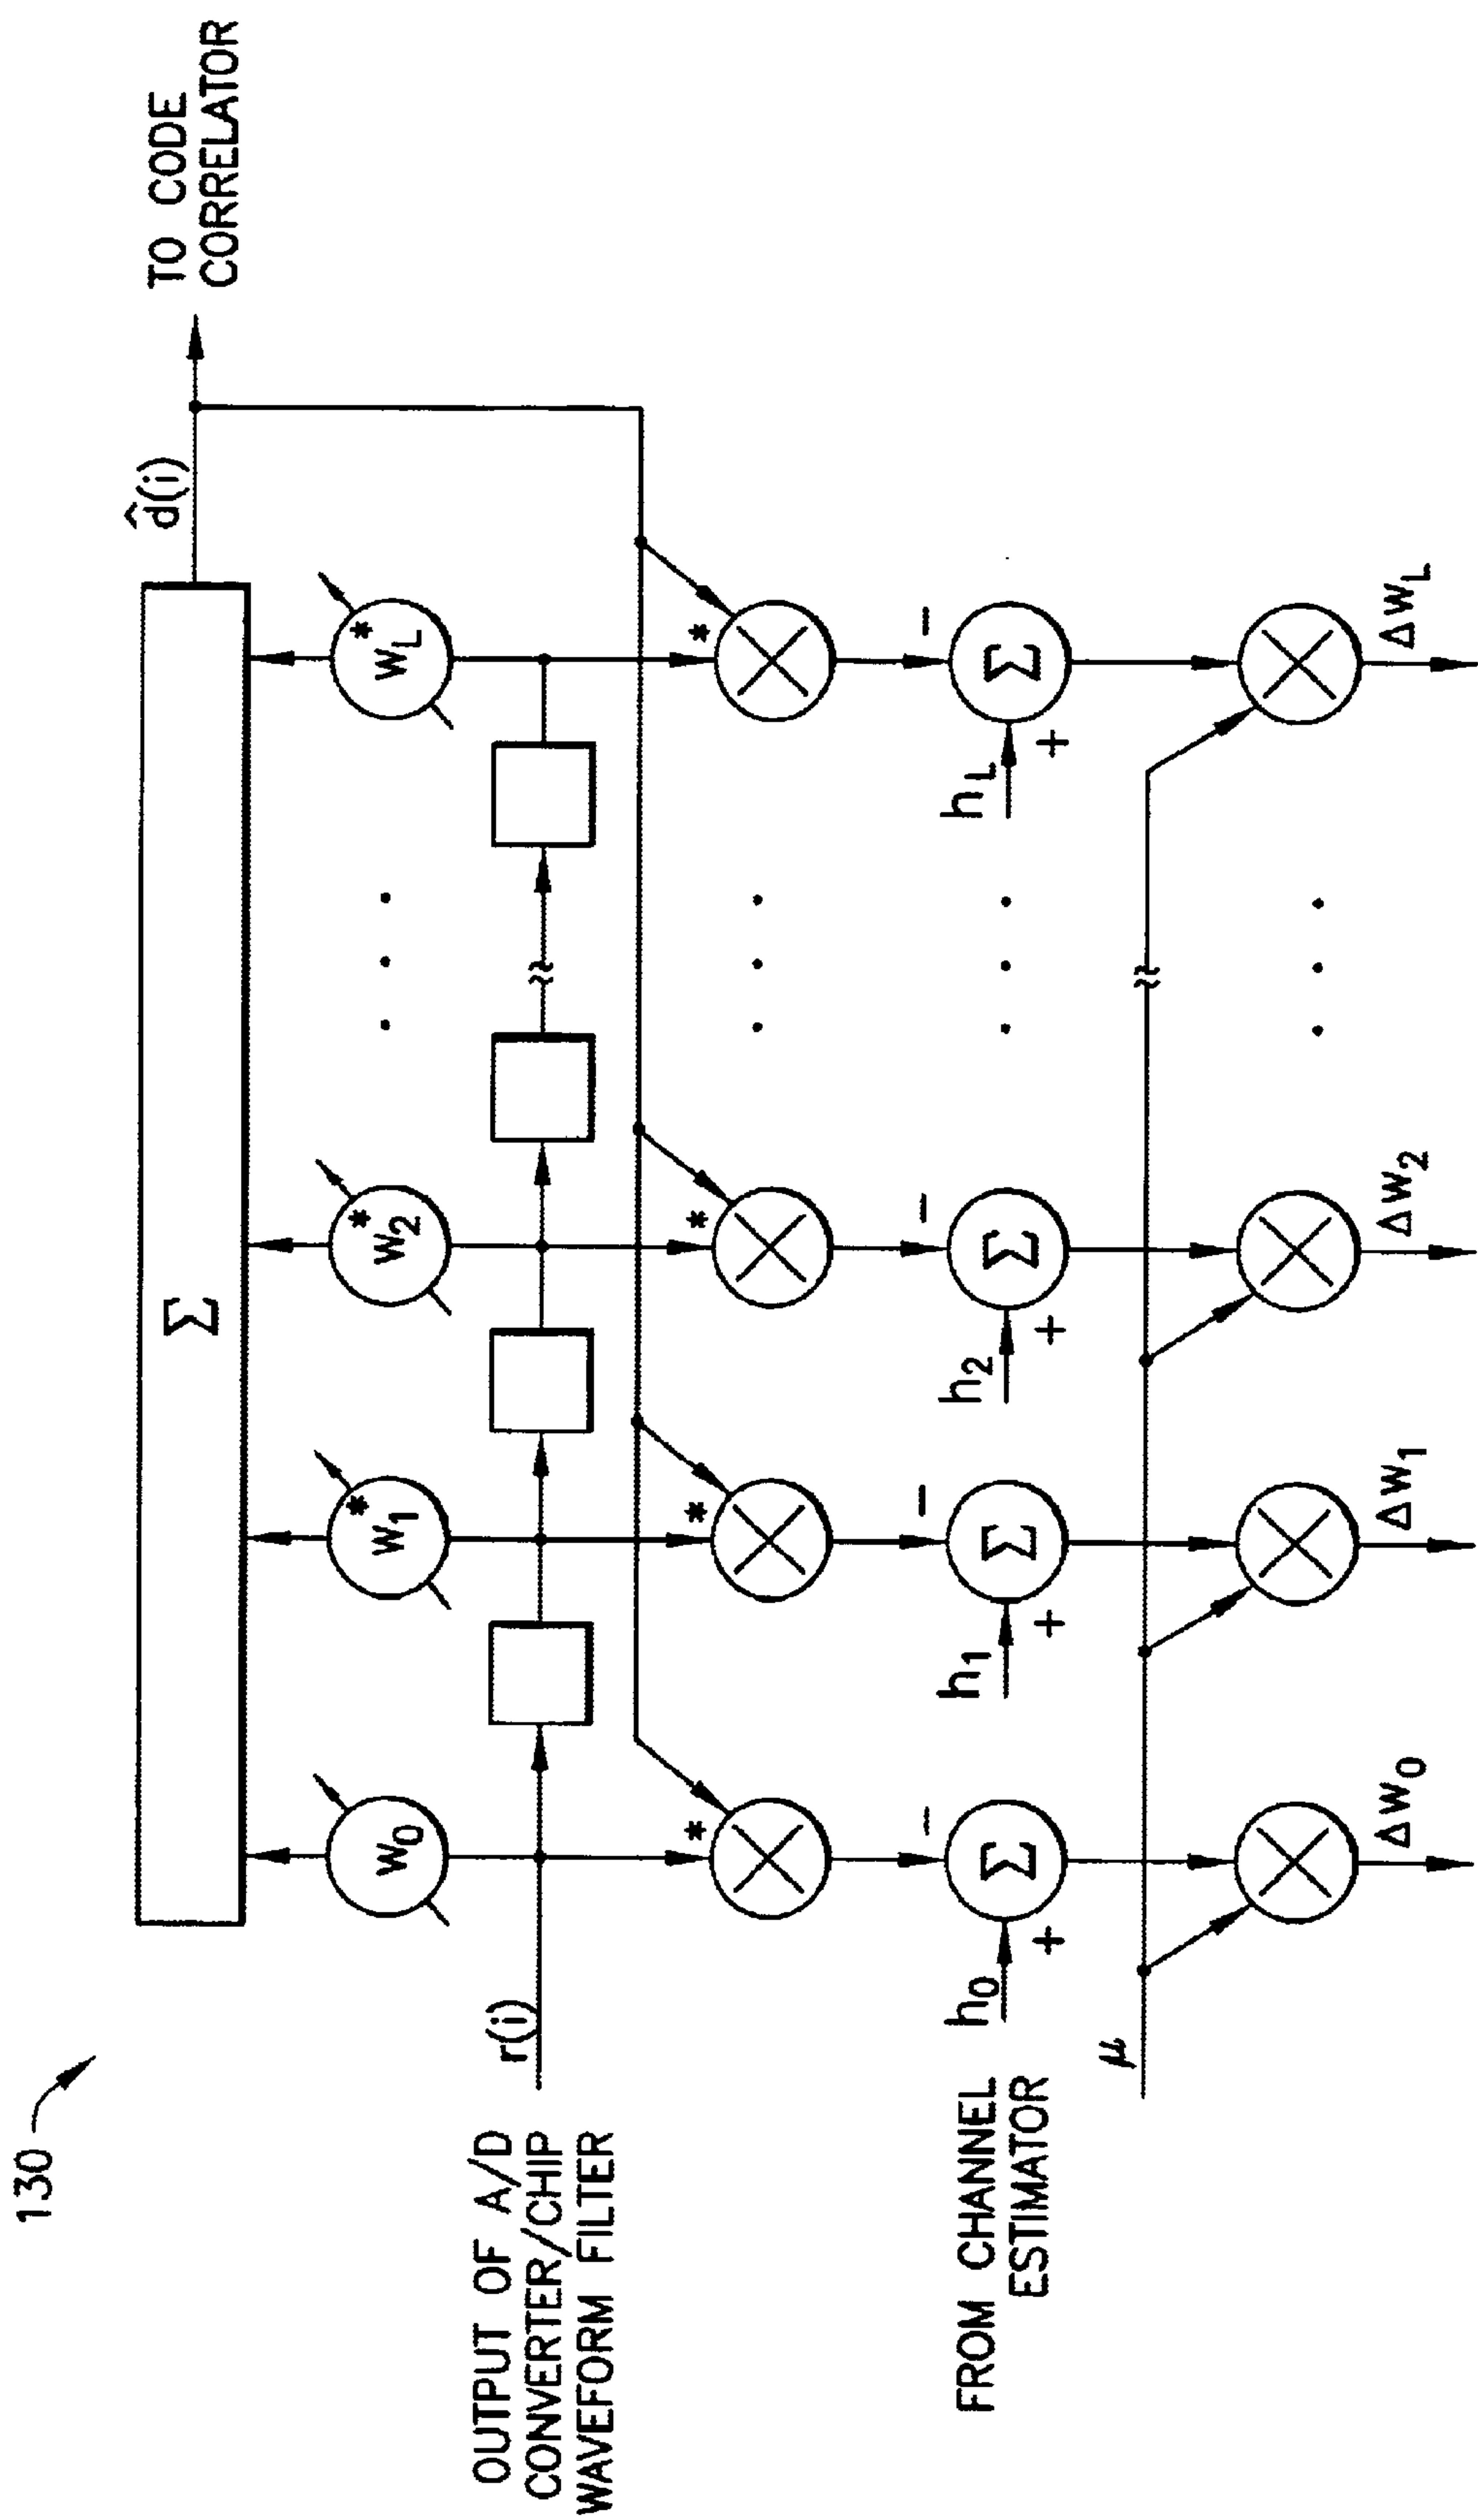 130
TO CODE
CORRELATOR
d̂(i)
Σ
w0
w1*
w2*
wL*
OUTPUT OF A/D
CONVERTER/CHIP
WAVEFORM FILTER
r(i)
* * * *
− − − −
FROM CHANNEL
ESTIMATOR
h0 Σ h1 Σ h2 Σ hL Σ
+ + + +
μ
Δw0 Δw1 Δw2 ΔwL